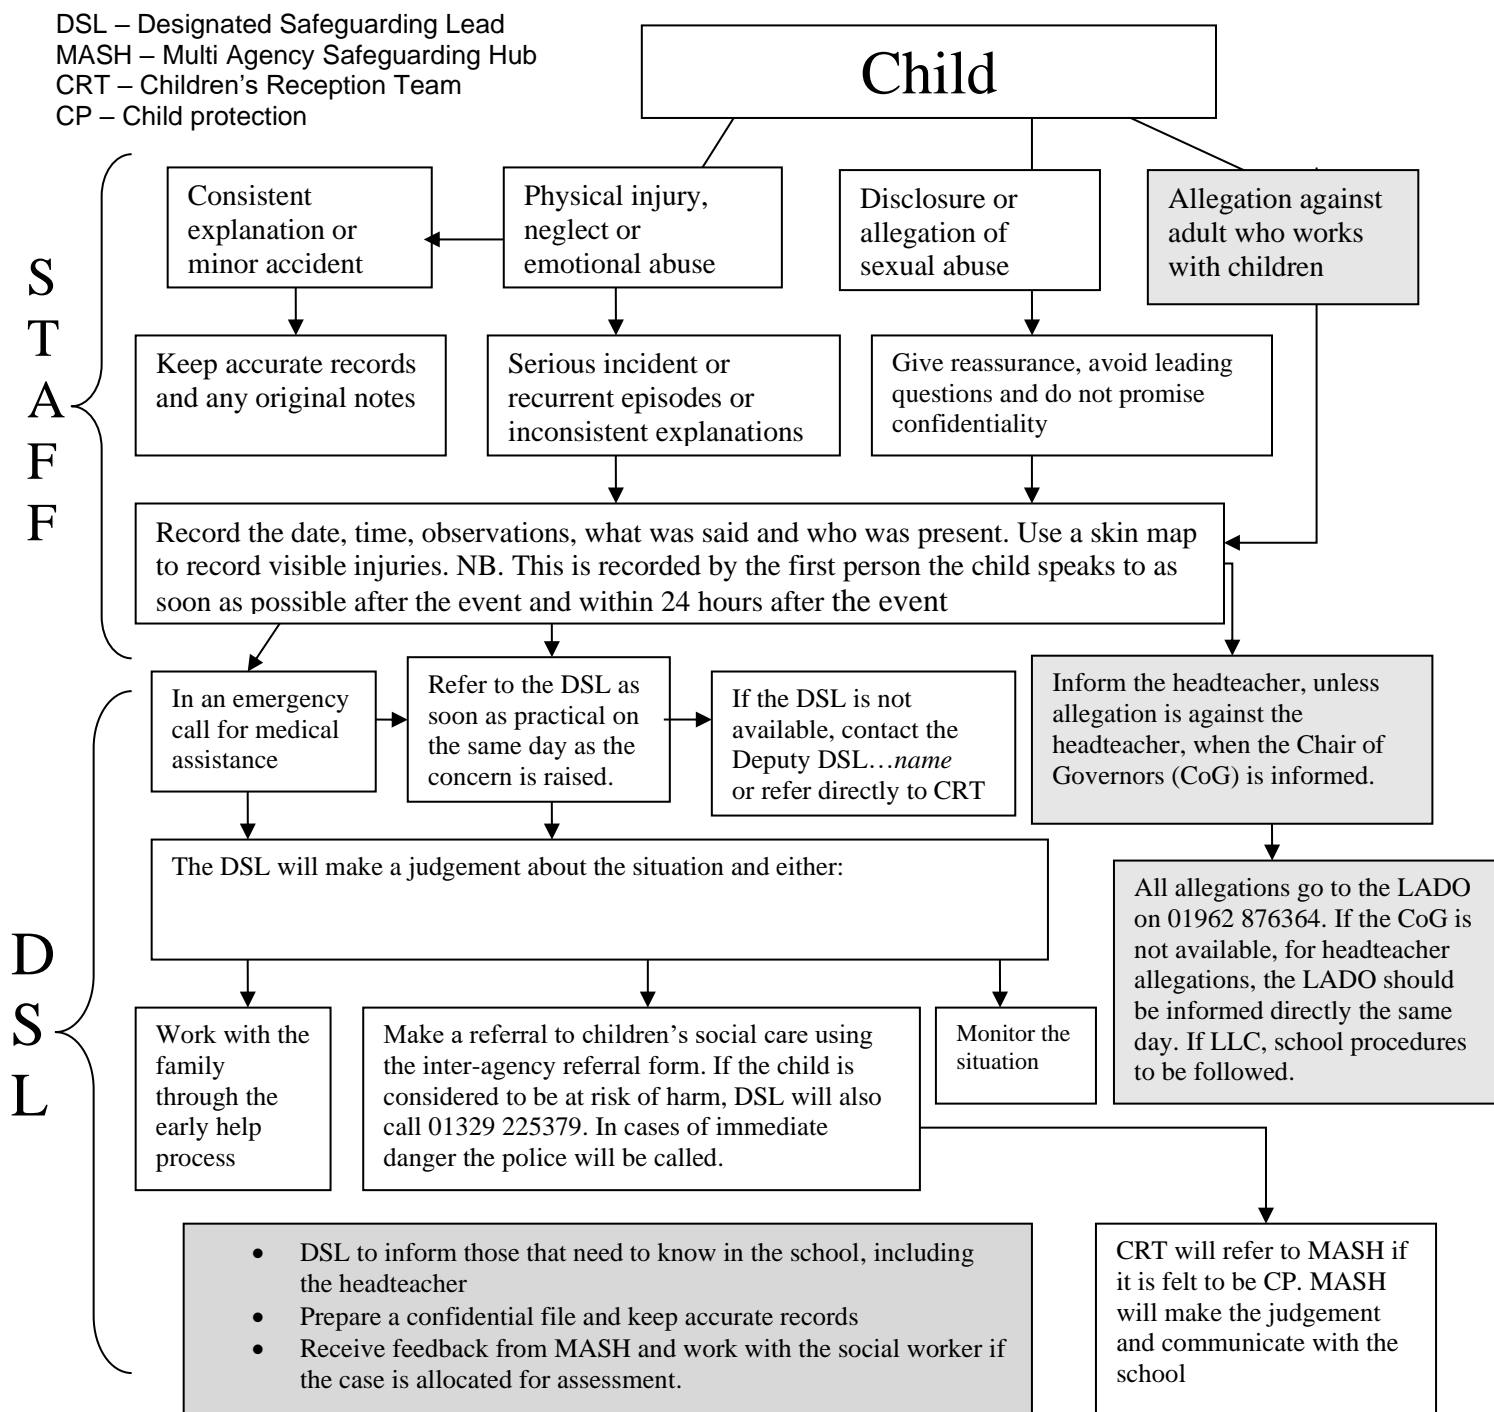 DSL – Designated Safeguarding Lead
MASH – Multi Agency Safeguarding Hub
CRT – Children's Reception Team
CP – Child protection
Child
S
T
A
F
F
Consistent
explanation or
minor accident
Physical injury,
neglect or
emotional abuse
Disclosure or
allegation of
sexual abuse
Allegation against
adult who works
with children
Keep accurate records
and any original notes
Serious incident or
recurrent episodes or
inconsistent explanations
Give reassurance, avoid leading
questions and do not promise
confidentiality
Record the date, time, observations, what was said and who was present. Use a skin map
to record visible injuries. NB. This is recorded by the first person the child speaks to as
soon as possible after the event and within 24 hours after the event
D
S
L
In an emergency
call for medical
assistance
Refer to the DSL as
soon as practical on
the same day as the
concern is raised.
If the DSL is not
available, contact the
Deputy DSL…name
or refer directly to CRT
Inform the headteacher, unless
allegation is against the
headteacher, when the Chair of
Governors (CoG) is informed.
The DSL will make a judgement about the situation and either:
All allegations go to the LADO
on 01962 876364. If the CoG is
not available, for headteacher
allegations, the LADO should
be informed directly the same
day. If LLC, school procedures
to be followed.
Work with the
family
through the
early help
process
Make a referral to children's social care using
the inter-agency referral form. If the child is
considered to be at risk of harm, DSL will also
call 01329 225379. In cases of immediate
danger the police will be called.
Monitor the
situation
• DSL to inform those that need to know in the school, including
the headteacher
• Prepare a confidential file and keep accurate records
• Receive feedback from MASH and work with the social worker if
the case is allocated for assessment.
CRT will refer to MASH if
it is felt to be CP. MASH
will make the judgement
and communicate with the
school